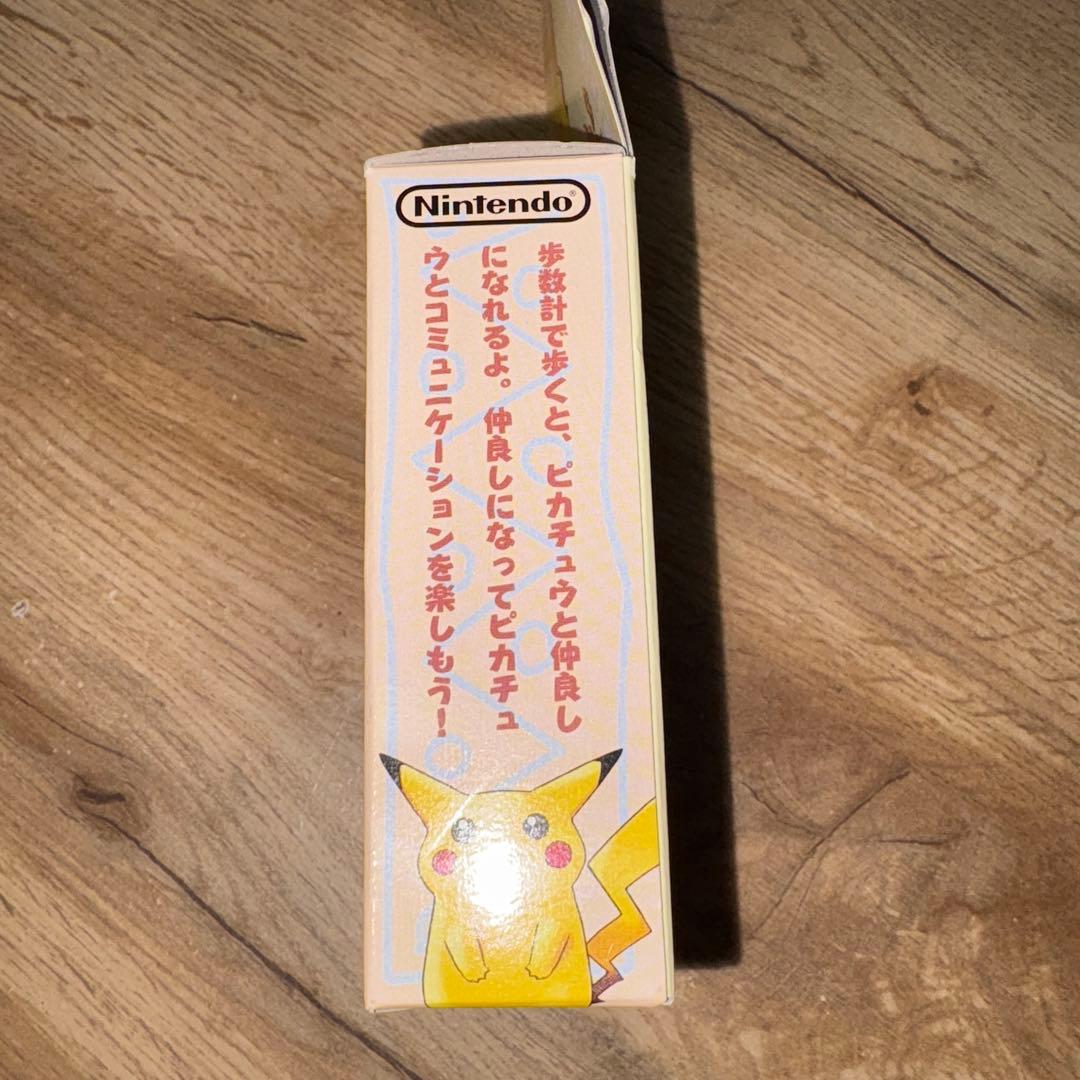 Nintendo®
歩数計で歩くと、ピカチュウと仲良し
になれるよ。仲良しになってピカチュ
ウとコミュニケーションを楽しもう!